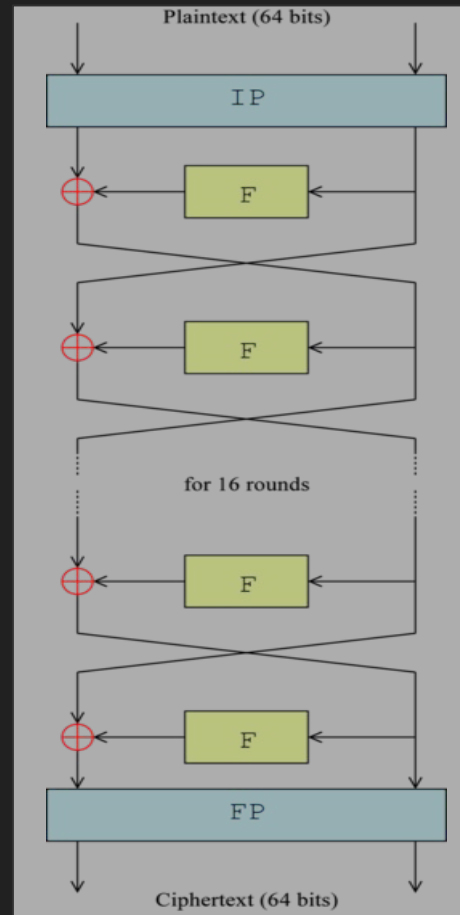 Plaintext (64 bits)
IP
F
F
for 16 rounds
F
F
FP
Ciphertext (64 bits)